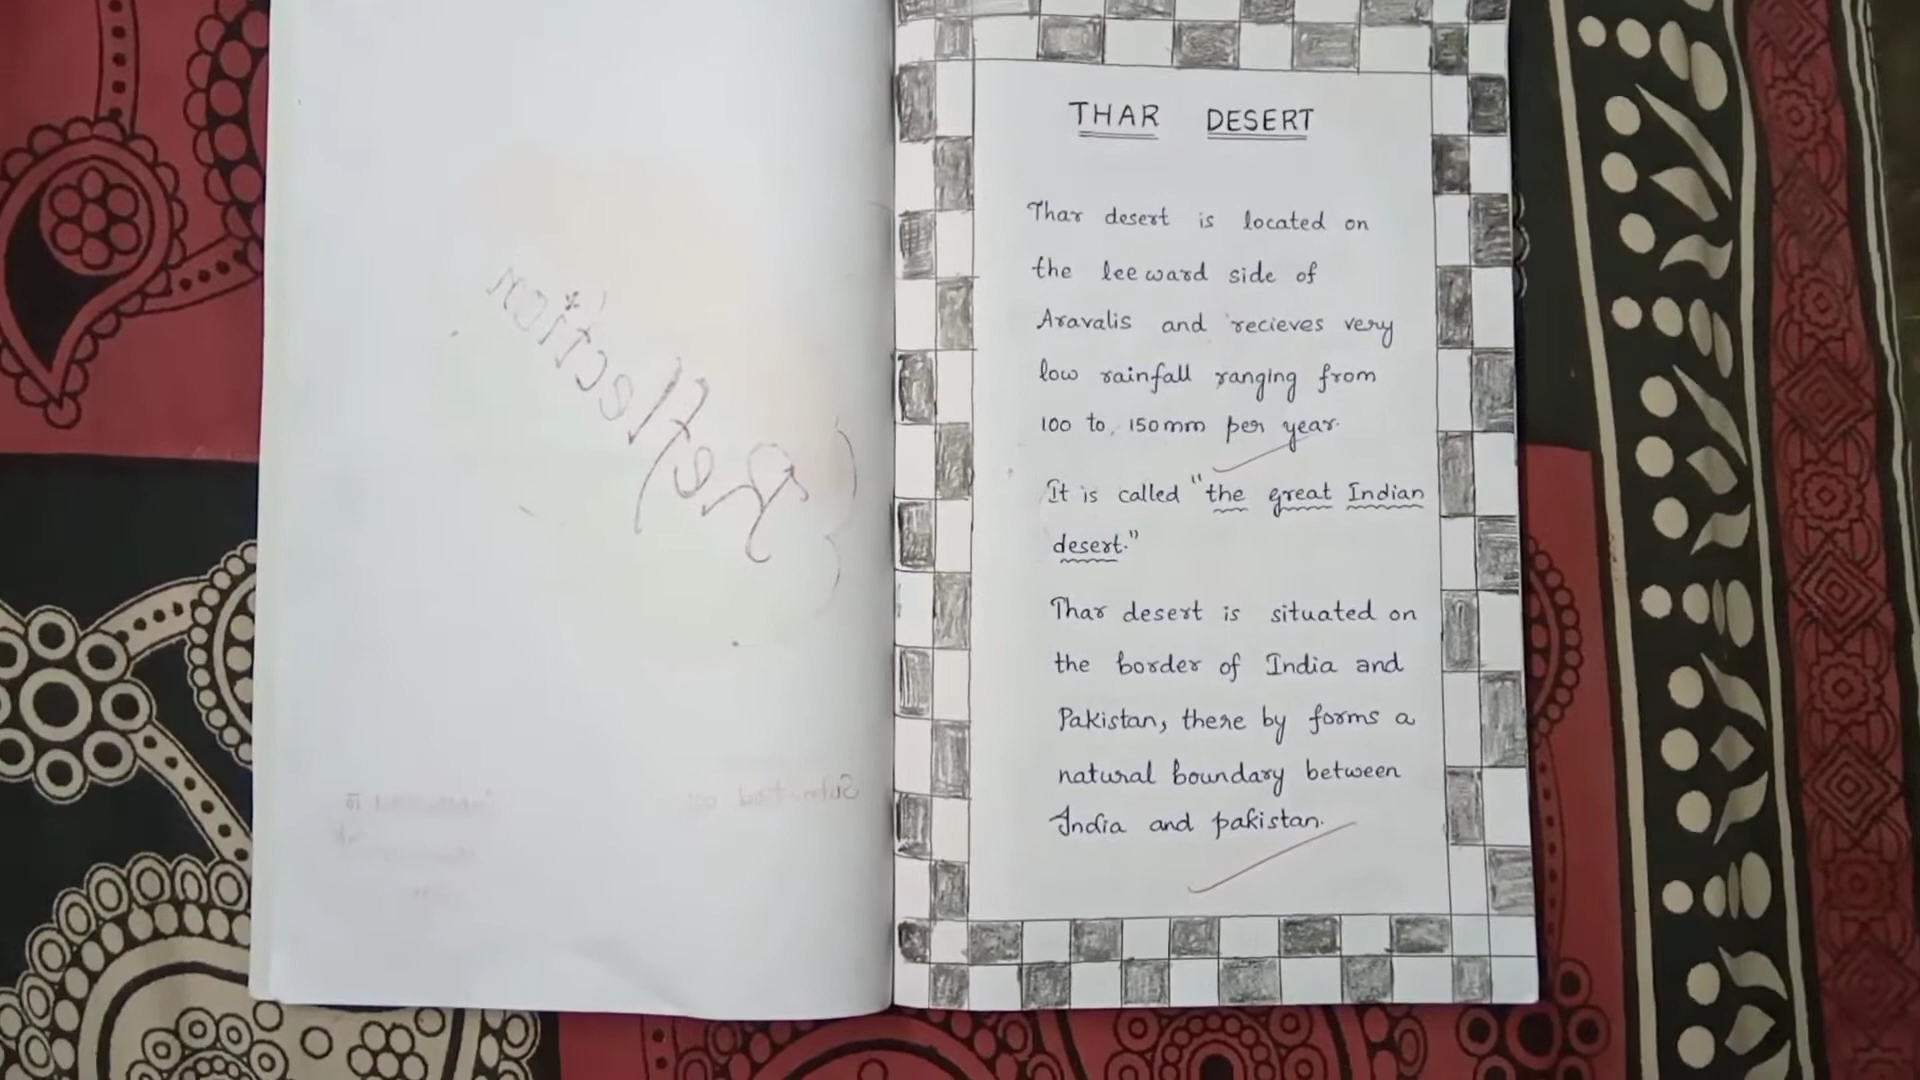 THAR DESERT
Thar desert is located on
the lee ward side of
Aravalis and recieves very
low rainfall ranging from
100 to 150mm per year.
It is called "the great Indian
desert."
Thar desert is situated on
the border of India and
Pakistan, there by forms a
natural boundary between
India and pakistan.